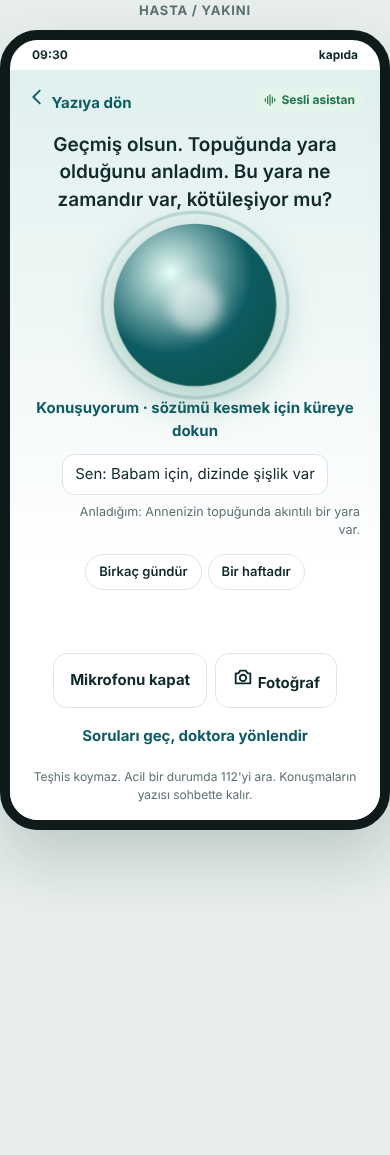 HASTA / YAKINI
09:30
kapıda
Yazıya dön
Sesli asistan
Geçmiş olsun. Topuğunda yara
olduğunu anladım. Bu yara ne
zamandır var, kötüleşiyor mu?
Konuşuyorum · sözümü kesmek için küreye
dokun
Sen: Babam için, dizinde şişlik var
Anladığım: Annenizin topuğunda akıntılı bir yara
var.
Birkaç gündür
Bir haftadır
Mikrofonu kapat
Fotoğraf
Soruları geç, doktora yönlendir
Teşhis koymaz. Acil bir durumda 112'yi ara. Konuşmaların
yazısı sohbette kalır.